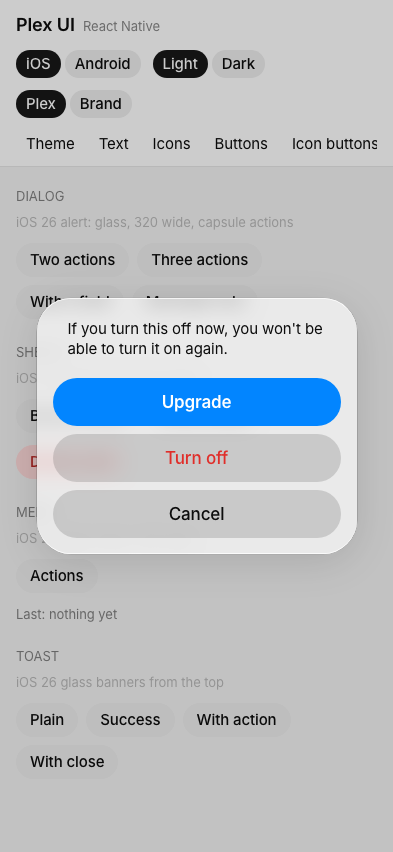 Plex UI React Native
iOS Android Light Dark
Plex Brand
Theme Text Icons Buttons Icon buttons
DIALOG
iOS 26 alert: glass, 320 wide, capsule actions
Two actions Three actions
If you turn this off now, you won't be
able to turn it on again.
Upgrade
Turn off
Cancel
iOS
Actions
Last: nothing yet
TOAST
iOS 26 glass banners from the top
Plain Success With action
With close